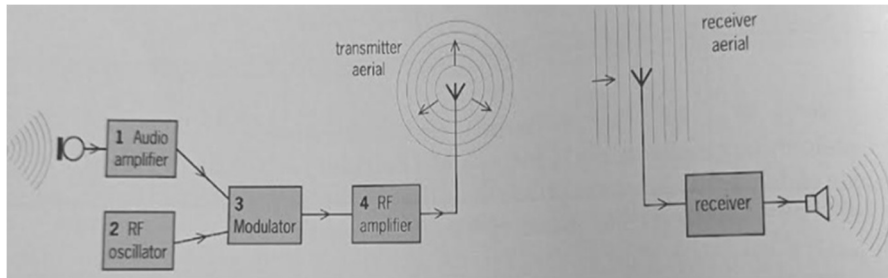 transmitter
aerial
receiver
aerial
1 Audio
amplifier
2 RF
oscillator
3
Modulator
4 RF
amplifier
receiver